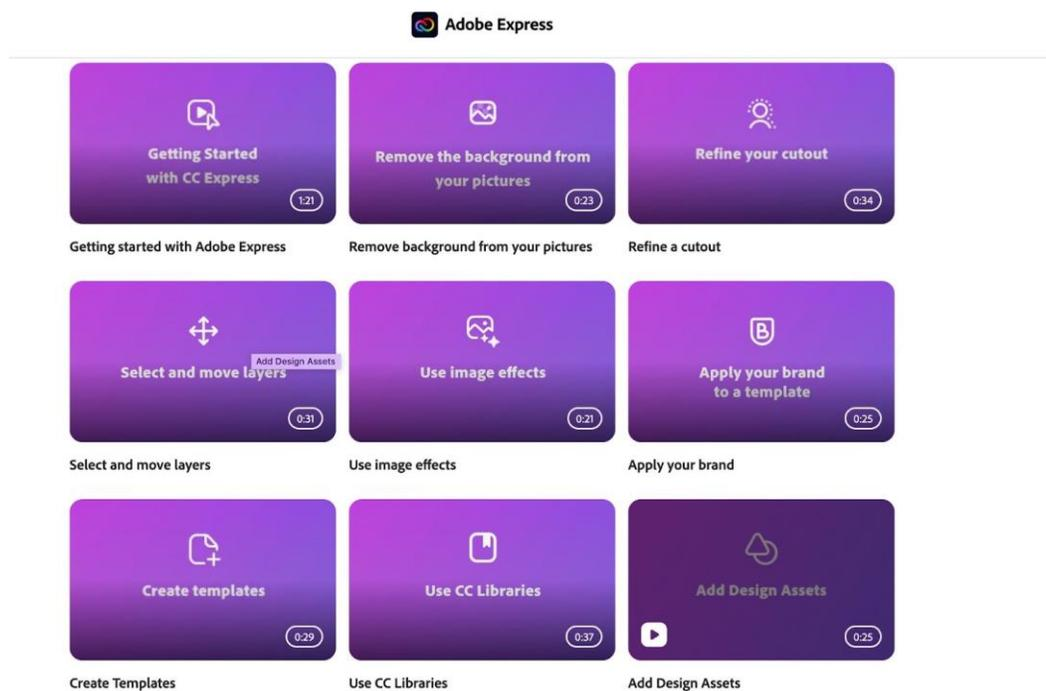 Adobe Express
Getting Started
with CC Express
1:21
Remove the background from
your pictures
0:23
Refine your cutout
0:34
Getting started with Adobe Express
Remove background from your pictures
Refine a cutout
Select and move layers
Add Design Assets
0:31
Use image effects
0:21
B
Apply your brand
to a template
0:25
Select and move layers
Use image effects
Apply your brand
Create templates
0:29
Use CC Libraries
0:37
Add Design Assets
0:25
Create Templates
Use CC Libraries
Add Design Assets